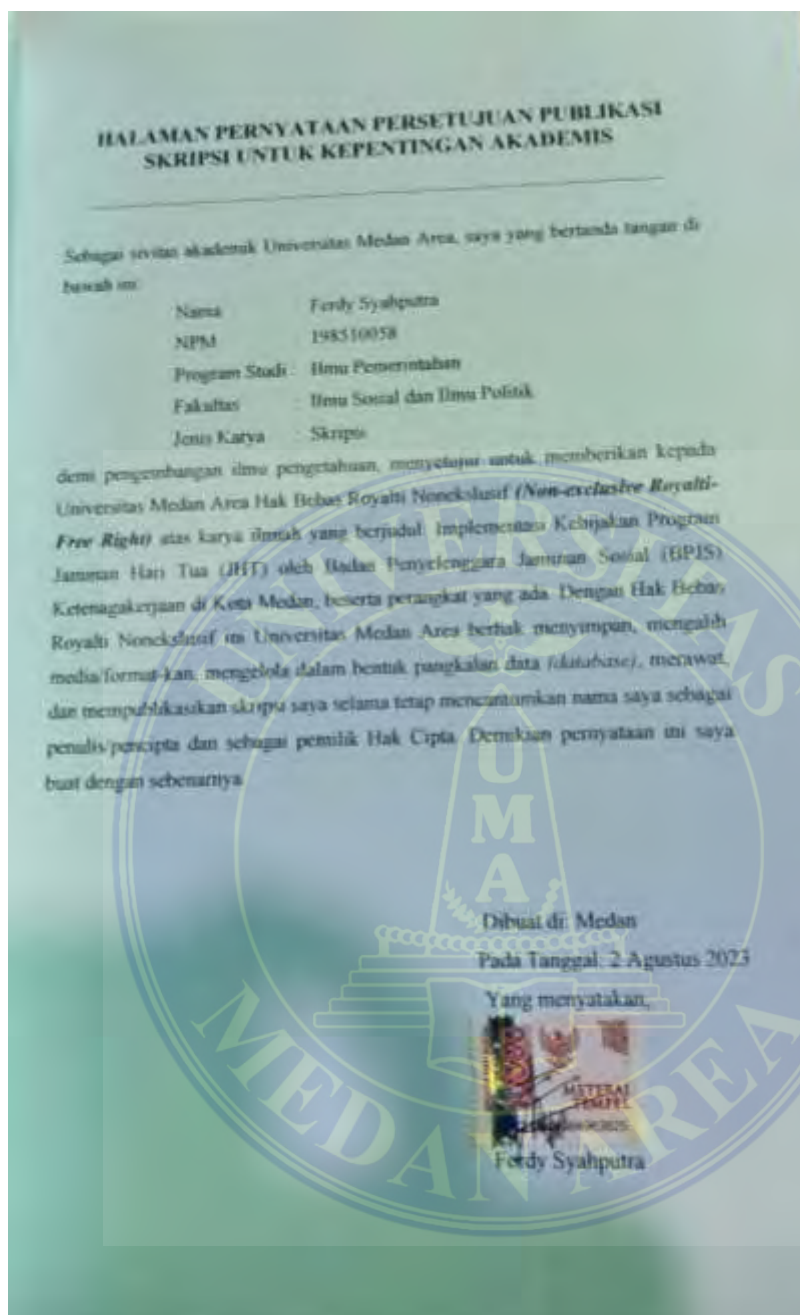 HALAMAN PERNYATAAN PERSETUJUAN PUBLIKASI
SKRIPSI UNTUK KEPENTINGAN AKADEMIS
Sebagai sivitas akademik Universitas Medan Area, saya yang bertanda tangan di
bawah ini:
Nama : Ferdy Syahputra
NPM : 198510058
Program Studi : Ilmu Pemerintahan
Fakultas : Ilmu Sosial dan Ilmu Politik
Jenis Karya : Skripsi
demi pengembangan ilmu pengetahuan, menyetujui untuk memberikan kepada
Universitas Medan Area Hak Bebas Royalti Noneksklusif (Non-exclusive Royalti-
Free Right) atas karya ilmiah yang berjudul: Implementasi Kebijakan Program
Jaminan Hari Tua (JHT) oleh Badan Penyelenggara Jaminan Sosial (BPJS)
Ketenagakerjaan di Kota Medan, beserta perangkat yang ada. Dengan Hak Bebas
Royalti Noneksklusif ini Universitas Medan Area berhak menyimpan, mengalih
media/format-kan, mengelola dalam bentuk pangkalan data (database), merawat,
dan mempublikasikan skripsi saya selama tetap mencantumkan nama saya sebagai
penulis/pencipta dan sebagai pemilik Hak Cipta. Demikian pernyataan ini saya
buat dengan sebenarnya
Dibuat di: Medan
Pada Tanggal: 2 Agustus 2023
Yang menyatakan,
METERAI
TEMPEL
Ferdy Syahputra
UNIVERSITAS
UMA
MEDAN AREA